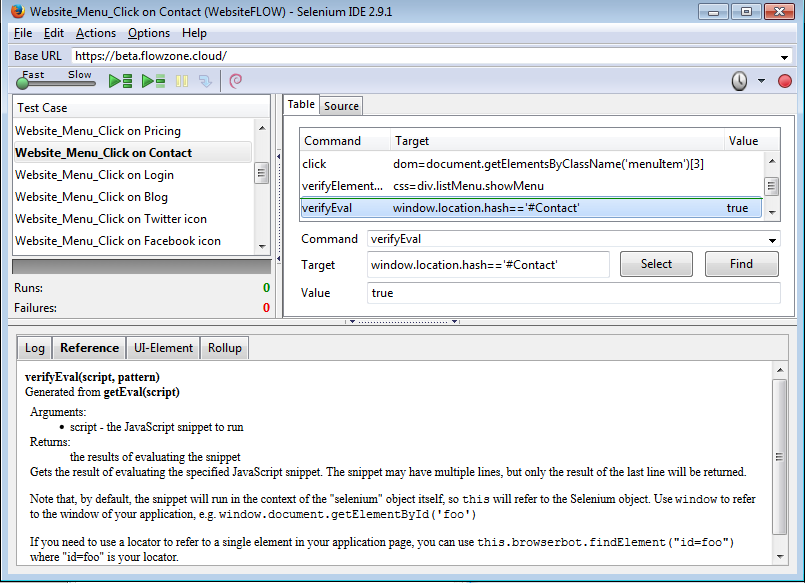 Website_Menu_Click on Contact (WebsiteFLOW) - Selenium IDE 2.9.1
File Edit Actions Options Help
Base URL https://beta.flowzone.cloud/
Fast Slow
Test Case
Website_Menu_Click on Pricing
Website_Menu_Click on Contact
Website_Menu_Click on Login
Website_Menu_Click on Blog
Website_Menu_Click on Twitter icon
Website_Menu_Click on Facebook icon
Runs: 0
Failures: 0
Table Source
Command Target Value
click dom=document.getElementsByClassName('menuItem')[3]
verifyElement... css=div.listMenu.showMenu
verifyEval window.location.hash=='#Contact' true
Command verifyEval
Target window.location.hash=='#Contact' Select Find
Value true
Log Reference UI-Element Rollup
verifyEval(script, pattern)
Generated from getEval(script)
Arguments:
• script - the JavaScript snippet to run
Returns:
the results of evaluating the snippet
Gets the result of evaluating the specified JavaScript snippet. The snippet may have multiple lines, but only the result of the last line will be returned.
Note that, by default, the snippet will run in the context of the "selenium" object itself, so this will refer to the Selenium object. Use window to refer
to the window of your application, e.g. window.document.getElementById('foo')
If you need to use a locator to refer to a single element in your application page, you can use this.browserbot.findElement("id=foo")
where "id=foo" is your locator.